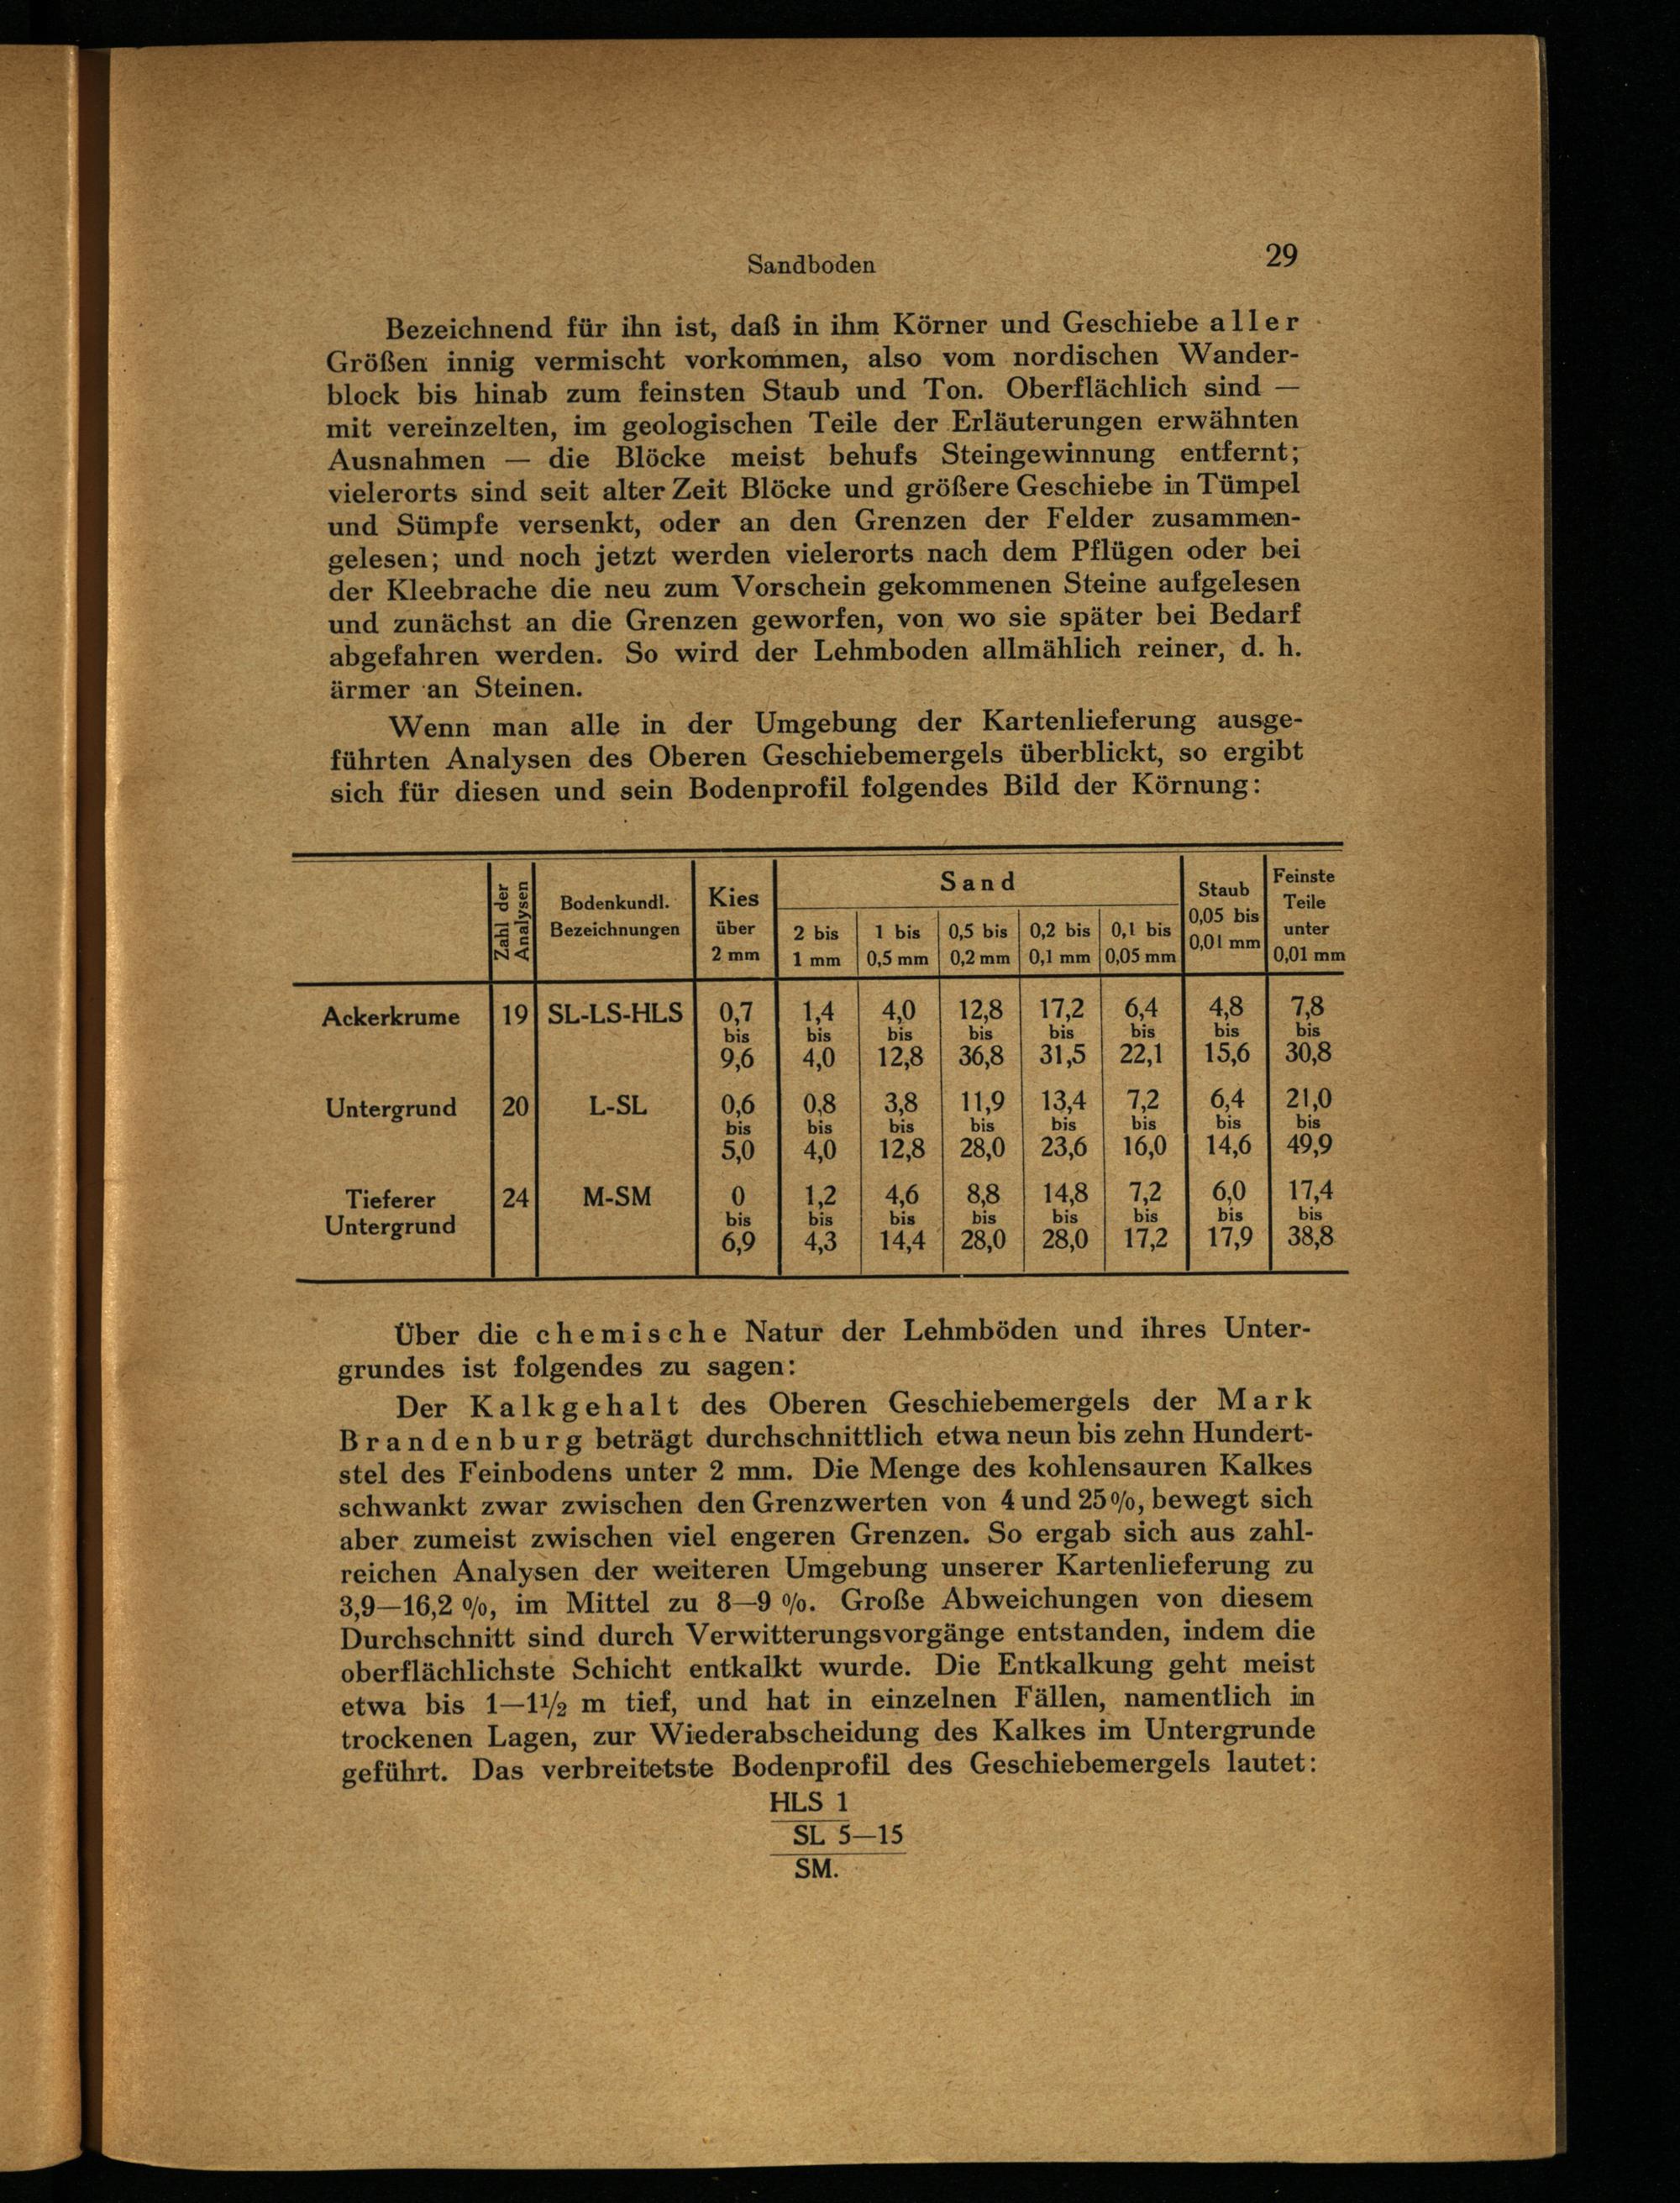 Sandboden 29
Bezeichnend für ihn ist, daß in ihm Körner und Geschiebe aller
Größen innig vermischt vorkommen, also vom nordischen Wander-
block bis hinab zum feinsten Staub und Ton. Oberflächlich sind —
mit vereinzelten, im geologischen Teile der Erläuterungen erwähnten
Ausnahmen — die Blöcke meist behufs Steingewinnung entfernt;
vielerorts sind seit alter Zeit Blöcke und größere Geschiebe in Tümpel
und Sümpfe versenkt, oder an den Grenzen der Felder zusammen-
gelesen; und noch jetzt werden vielerorts nach dem Pflügen oder bei
der Kleebrache die neu zum Vorschein gekommenen Steine aufgelesen
und zunächst an die Grenzen geworfen, von wo sie später bei Bedarf
abgefahren werden. So wird der Lehmboden allmählich reiner, d. h.
ärmer an Steinen.
Wenn man alle in der Umgebung der Kartenlieferung ausge-
führten Analysen des Oberen Geschiebemergels überblickt, so ergibt
sich für diesen und sein Bodenprofil folgendes Bild der Körnung:
Zahl der
Analysen
Bodenkundl.
Bezeichnungen
Kies
über
2 mm
Sand
2 bis 1 bis 0,5 bis 0,2 bis 0,1 bis
1 mm 0,5 mm 0,2 mm 0,1 mm 0,05 mm
Staub
0,05 bis
0,01 mm
Feinste
Teile
unter
0,01 mm
Ackerkrume 19 SL-LS-HLS 0,7 1,4 4,0 12,8 17,2 6,4 4,8 7,8
bis bis bis bis bis bis bis bis
9,6 4,0 12,8 36,8 31,5 22,1 15,6 30,8
Untergrund 20 L-SL 0,6 0,8 3,8 11,9 13,4 7,2 6,4 21,0
bis bis bis bis bis bis bis bis
5,0 4,0 12,8 28,0 23,6 16,0 14,6 49,9
Tieferer 24 M-SM 0 1,2 4,6 8,8 14,8 7,2 6,0 17,4
Untergrund bis bis bis bis bis bis bis bis
6,9 4,3 14,4 28,0 28,0 17,2 17,9 38,8
Über die chemische Natur der Lehmböden und ihres Unter-
grundes ist folgendes zu sagen:
Der Kalkgehalt des Oberen Geschiebemergels der Mark
Brandenburg beträgt durchschnittlich etwa neun bis zehn Hundert-
stel des Feinbodens unter 2 mm. Die Menge des kohlensauren Kalkes
schwankt zwar zwischen den Grenzwerten von 4 und 25%, bewegt sich
aber zumeist zwischen viel engeren Grenzen. So ergab sich aus zahl-
reichen Analysen der weiteren Umgebung unserer Kartenlieferung zu
3,9—16,2 %, im Mittel zu 8—9 %. Große Abweichungen von diesem
Durchschnitt sind durch Verwitterungsvorgänge entstanden, indem die
oberflächlichste Schicht entkalkt wurde. Die Entkalkung geht meist
etwa bis 1—1½ m tief, und hat in einzelnen Fällen, namentlich in
trockenen Lagen, zur Wiederabscheidung des Kalkes im Untergrunde
geführt. Das verbreitetste Bodenprofil des Geschiebemergels lautet:
HLS 1
SL 5—15
SM.